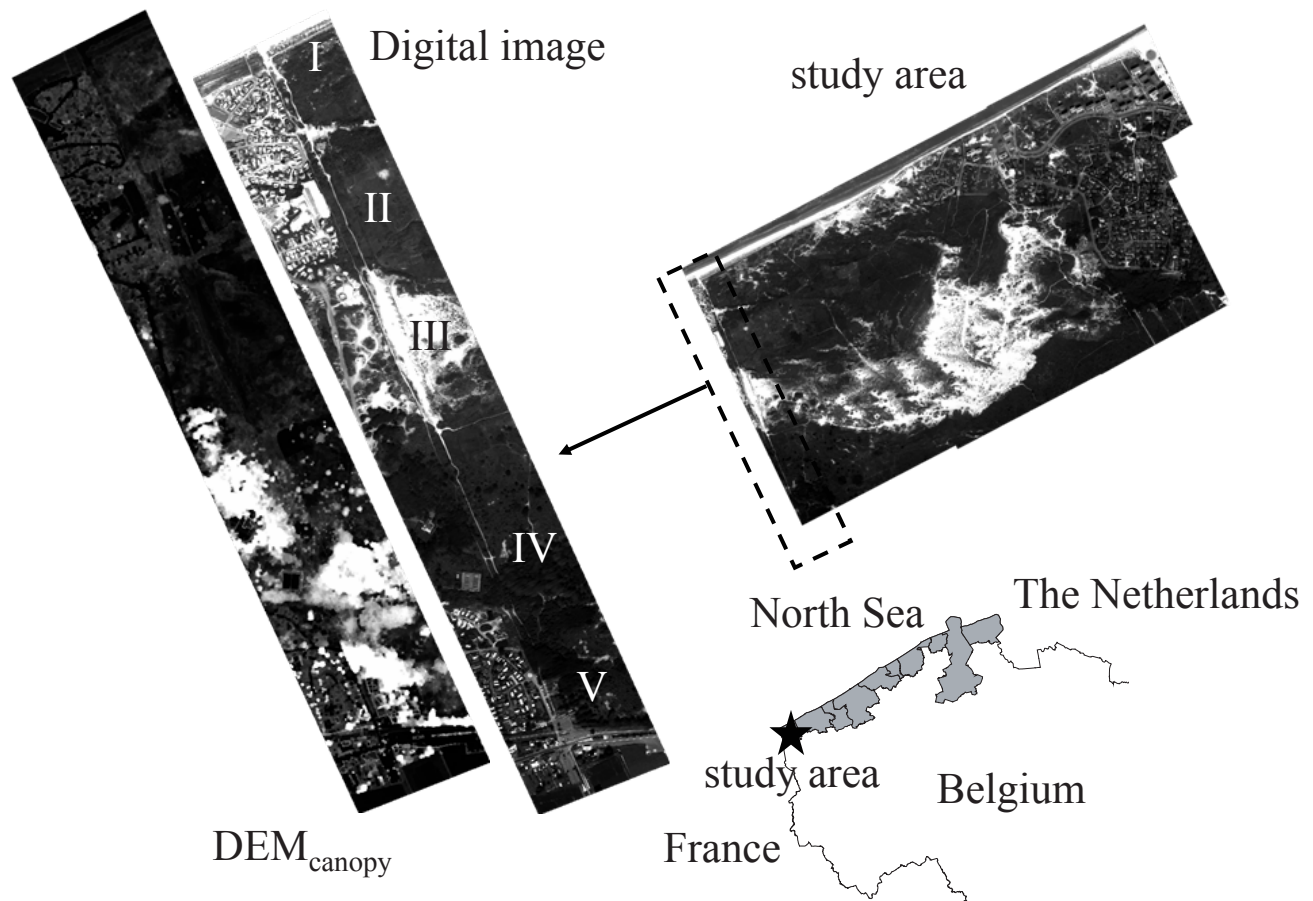 Digital image
study area
I
II
III
IV
V
North Sea
The Netherlands
study area
Belgium
France
DEMcanopy